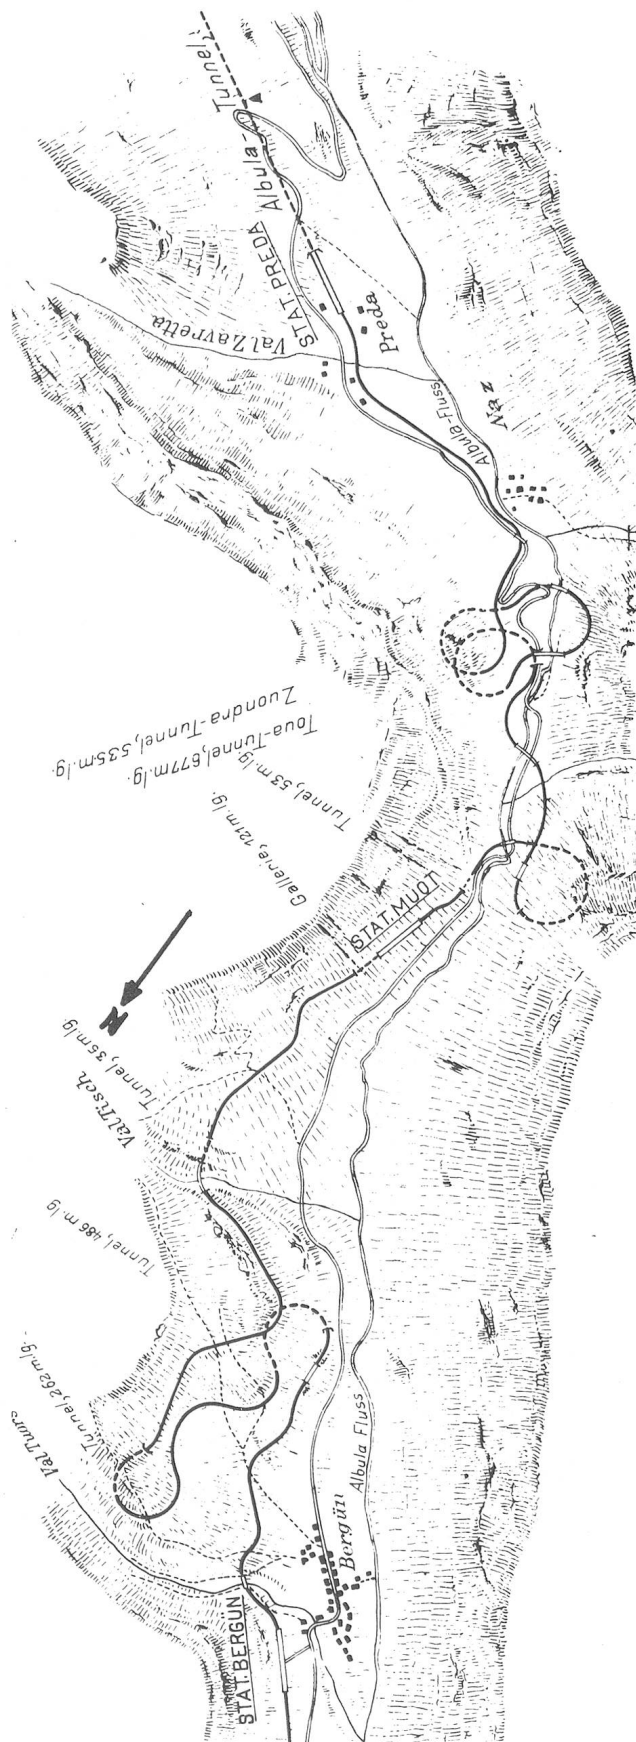 Albula-Tunnel
STAT. PREDA
Val Zavretta
Preda
Albula-Fluss
Naz
Zuondra-Tunnel, 535 m. lg.
Toua-Tunnel, 677 m. lg.
Tunnel, 53 m. lg.
Gallerie, 121 m. lg.
STAT. MUOT
N
Tunnel, 35 m. lg
Val Tisch
Tunnel, 486 m. lg
Tunnel, 262 m. lg.
Val Tuors
Albula Fluss
Bergün
STAT. BERGÜN